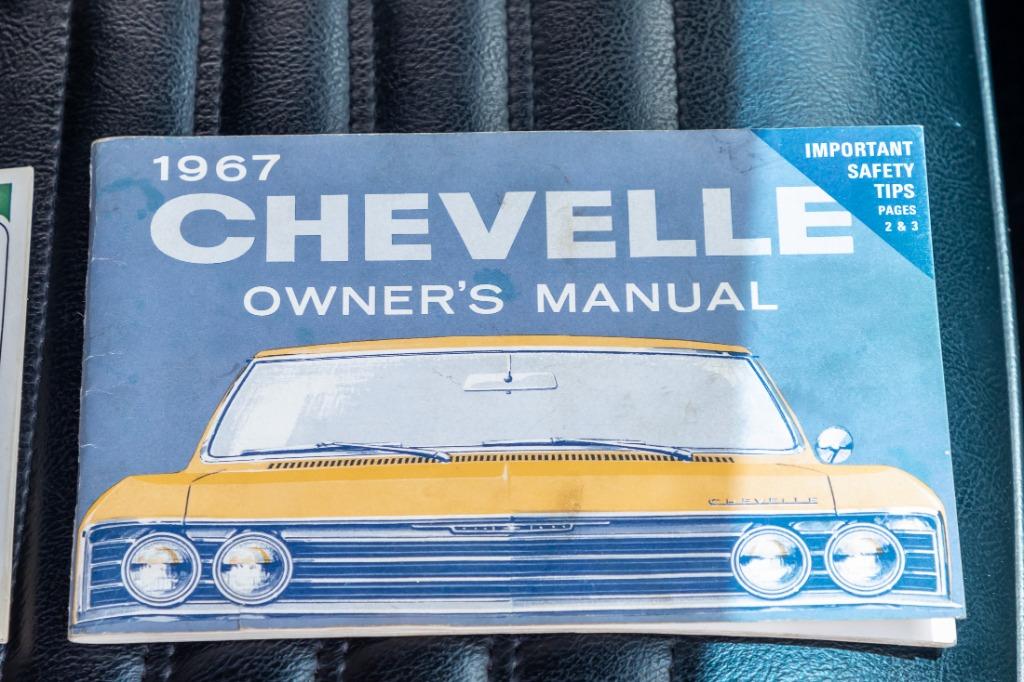 1967
CHEVELLE
OWNER'S MANUAL
IMPORTANT
SAFETY
TIPS
PAGES
2 & 3
CHEVELLE